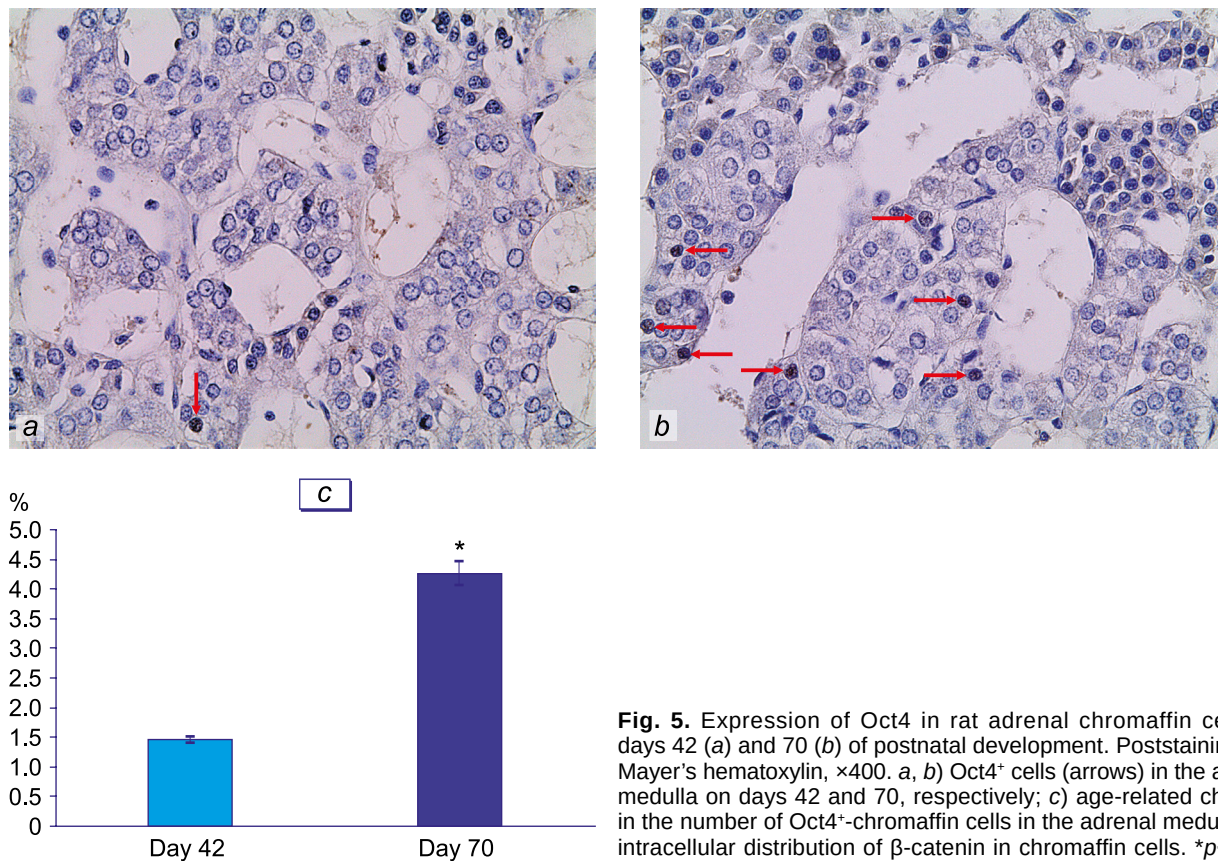 a
b
c
%
5.0
4.5
4.0
3.5
3.0
2.5
2.0
1.5
1.0
0.5
0
*
Day 42
Day 70
Fig. 5. Expression of Oct4 in rat adrenal chromaffin
days 42 (a) and 70 (b) of postnatal development.
Mayer's hematoxylin, ×400. a, b) Oct4⁺ cells (arrows) in the
medulla on days 42 and 70, respectively; c) age-related
in the number of Oct4⁺-chromaffin cells in the adrenal
intracellular distribution of β-catenin in chromaffin cells.